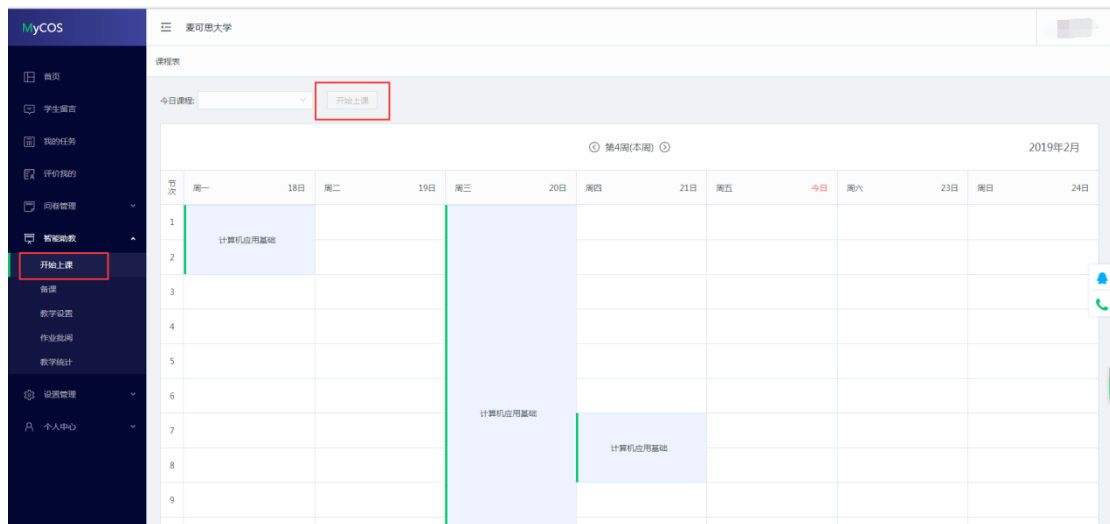 MyCOS
麦可思大学
首页
学生留言
我的任务
评价我的
问卷管理
智能助教
开始上课
备课
教学设置
作业批阅
教学统计
设置管理
个人中心
课程表
今日课程:
开始上课
第4周(本周)
2019年2月
节次 周一 18日 周二 19日 周三 20日 周四 21日 周五 今日 周六 23日 周日 24日
1
计算机应用基础
2
3
4
5
6
计算机应用基础
7
计算机应用基础
8
9